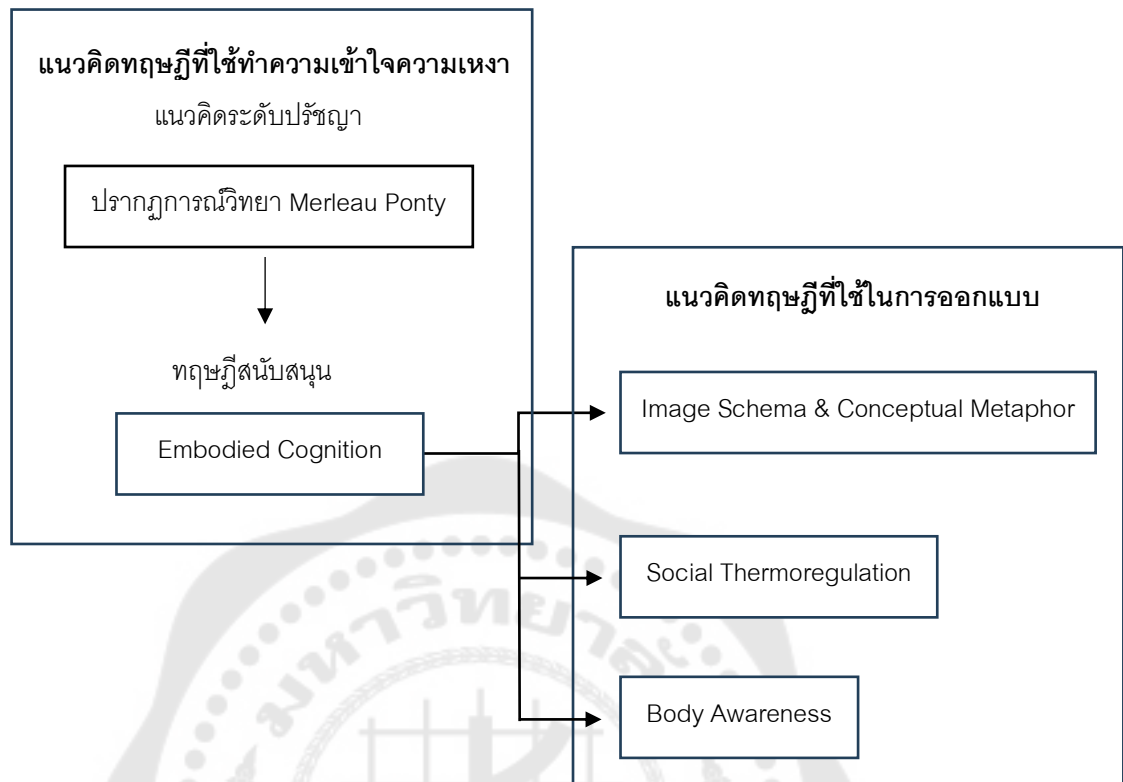 แนวคิดทฤษฎีที่ใช้ทำความเข้าใจความเหงา
แนวคิดระดับปรัชญา
ปรากฏการณ์วิทยา Merleau Ponty
ทฤษฎีสนับสนุน
Embodied Cognition
แนวคิดทฤษฎีที่ใช้ในการออกแบบ
Image Schema & Conceptual Metaphor
Social Thermoregulation
Body Awareness